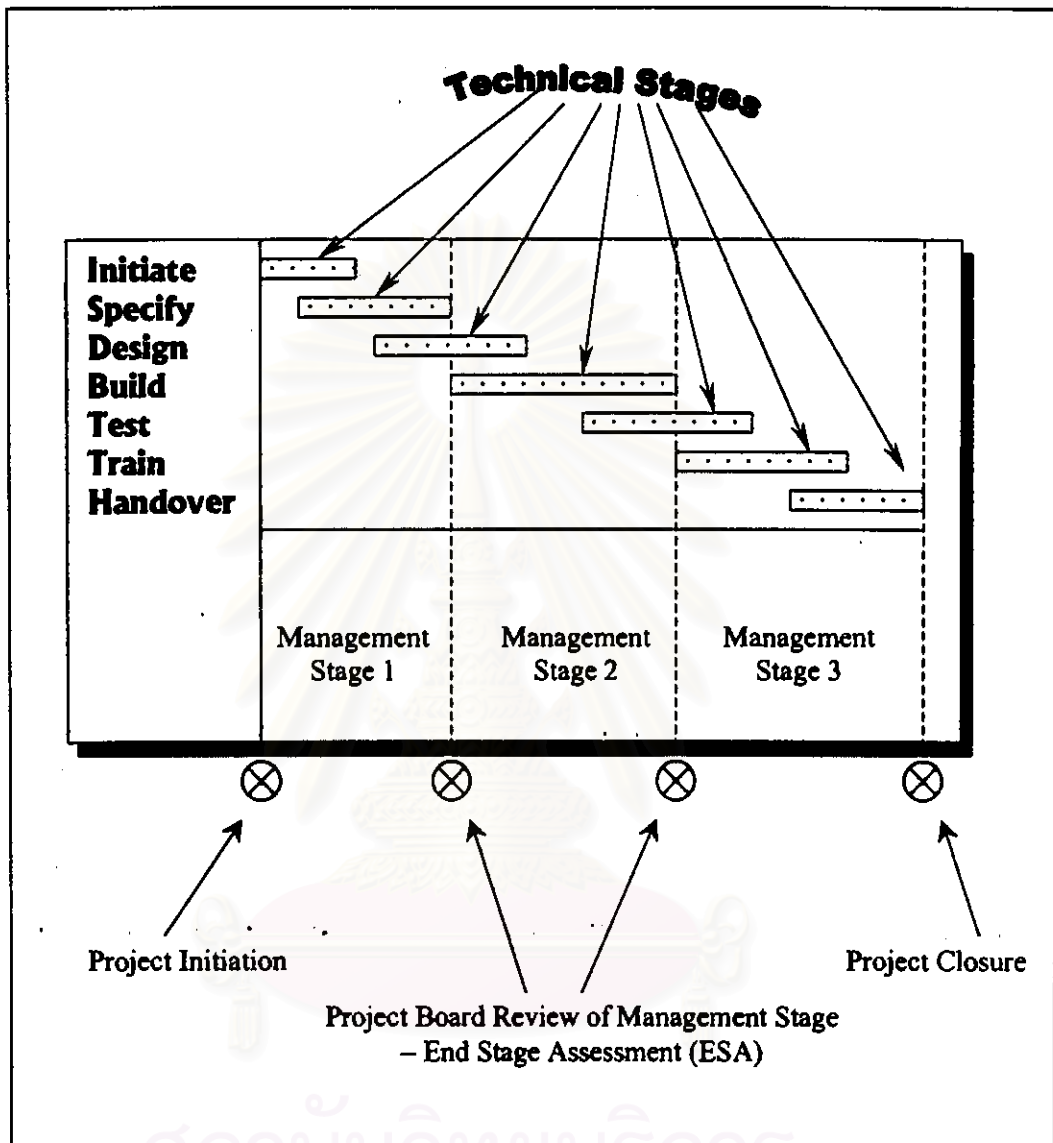 Technical Stages
Initiate
Specify
Design
Build
Test
Train
Handover
Management
Stage 1
Management
Stage 2
Management
Stage 3
Project Initiation
Project Closure
Project Board Review of Management Stage
– End Stage Assessment (ESA)